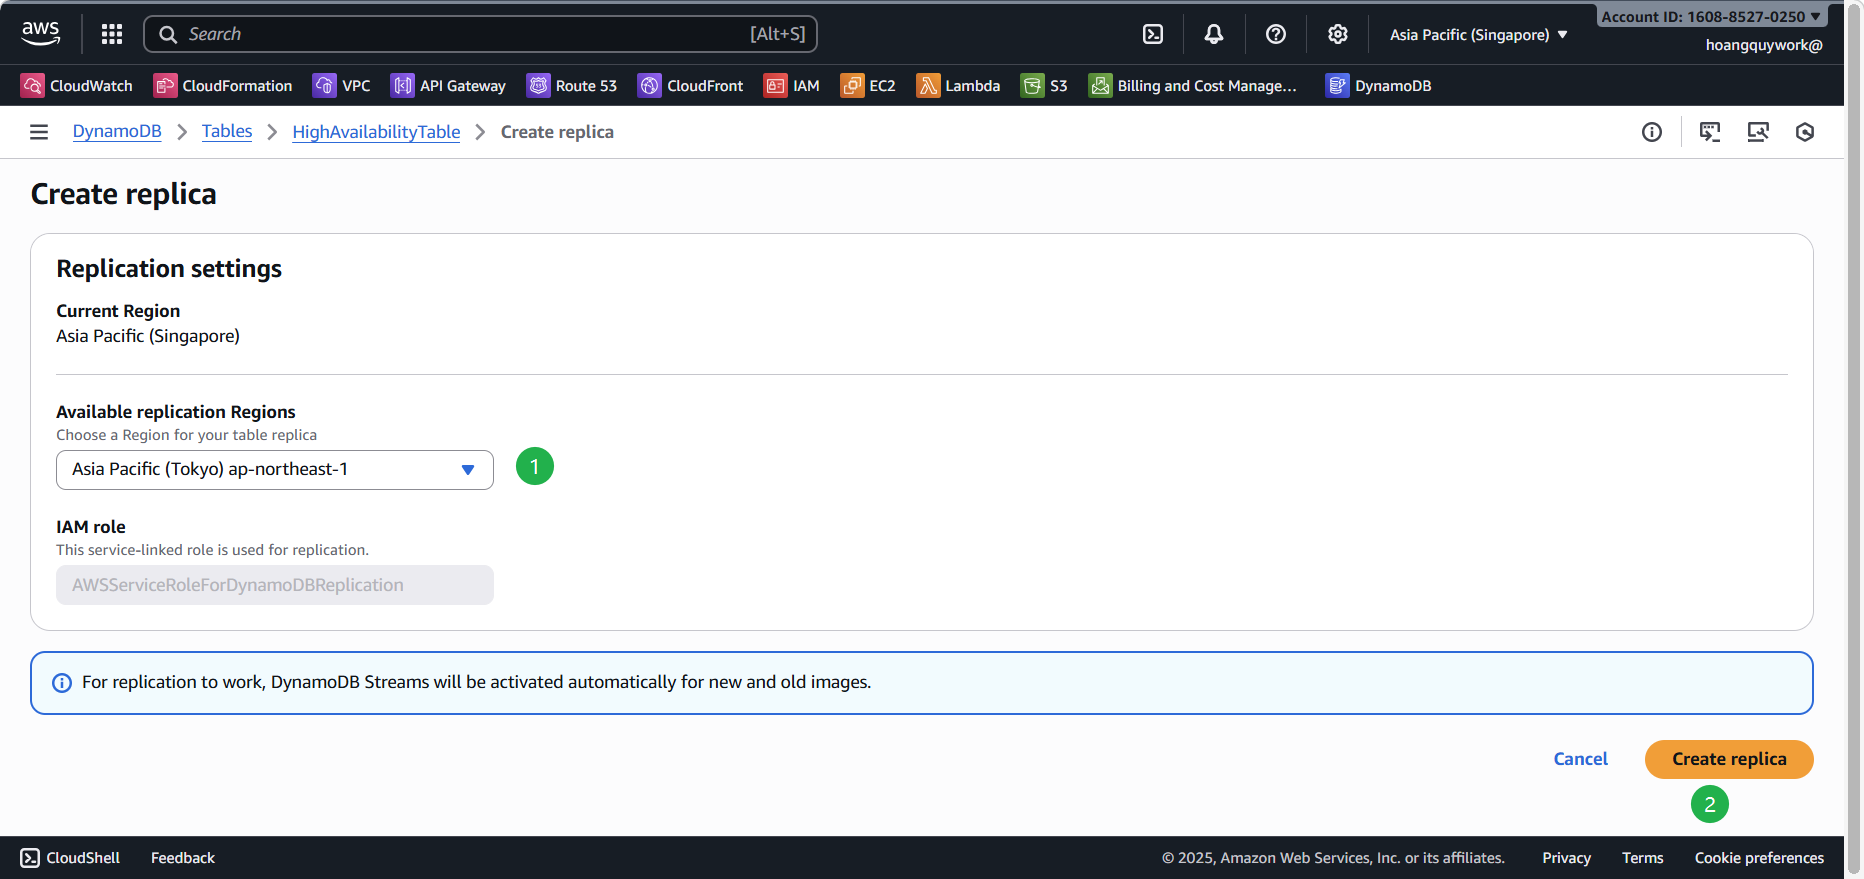 aws
Search [Alt+S]
Account ID: 1608-8527-0250
Asia Pacific (Singapore)
hoangquywork@
CloudWatch CloudFormation VPC API Gateway Route 53 CloudFront IAM EC2 Lambda S3 Billing and Cost Manage... DynamoDB
DynamoDB Tables HighAvailabilityTable Create replica
Create replica
Replication settings
Current Region
Asia Pacific (Singapore)
Available replication Regions
Choose a Region for your table replica
Asia Pacific (Tokyo) ap-northeast-1
1
IAM role
This service-linked role is used for replication.
AWSServiceRoleForDynamoDBReplication
For replication to work, DynamoDB Streams will be activated automatically for new and old images.
Cancel Create replica
2
CloudShell Feedback © 2025, Amazon Web Services, Inc. or its affiliates. Privacy Terms Cookie preferences